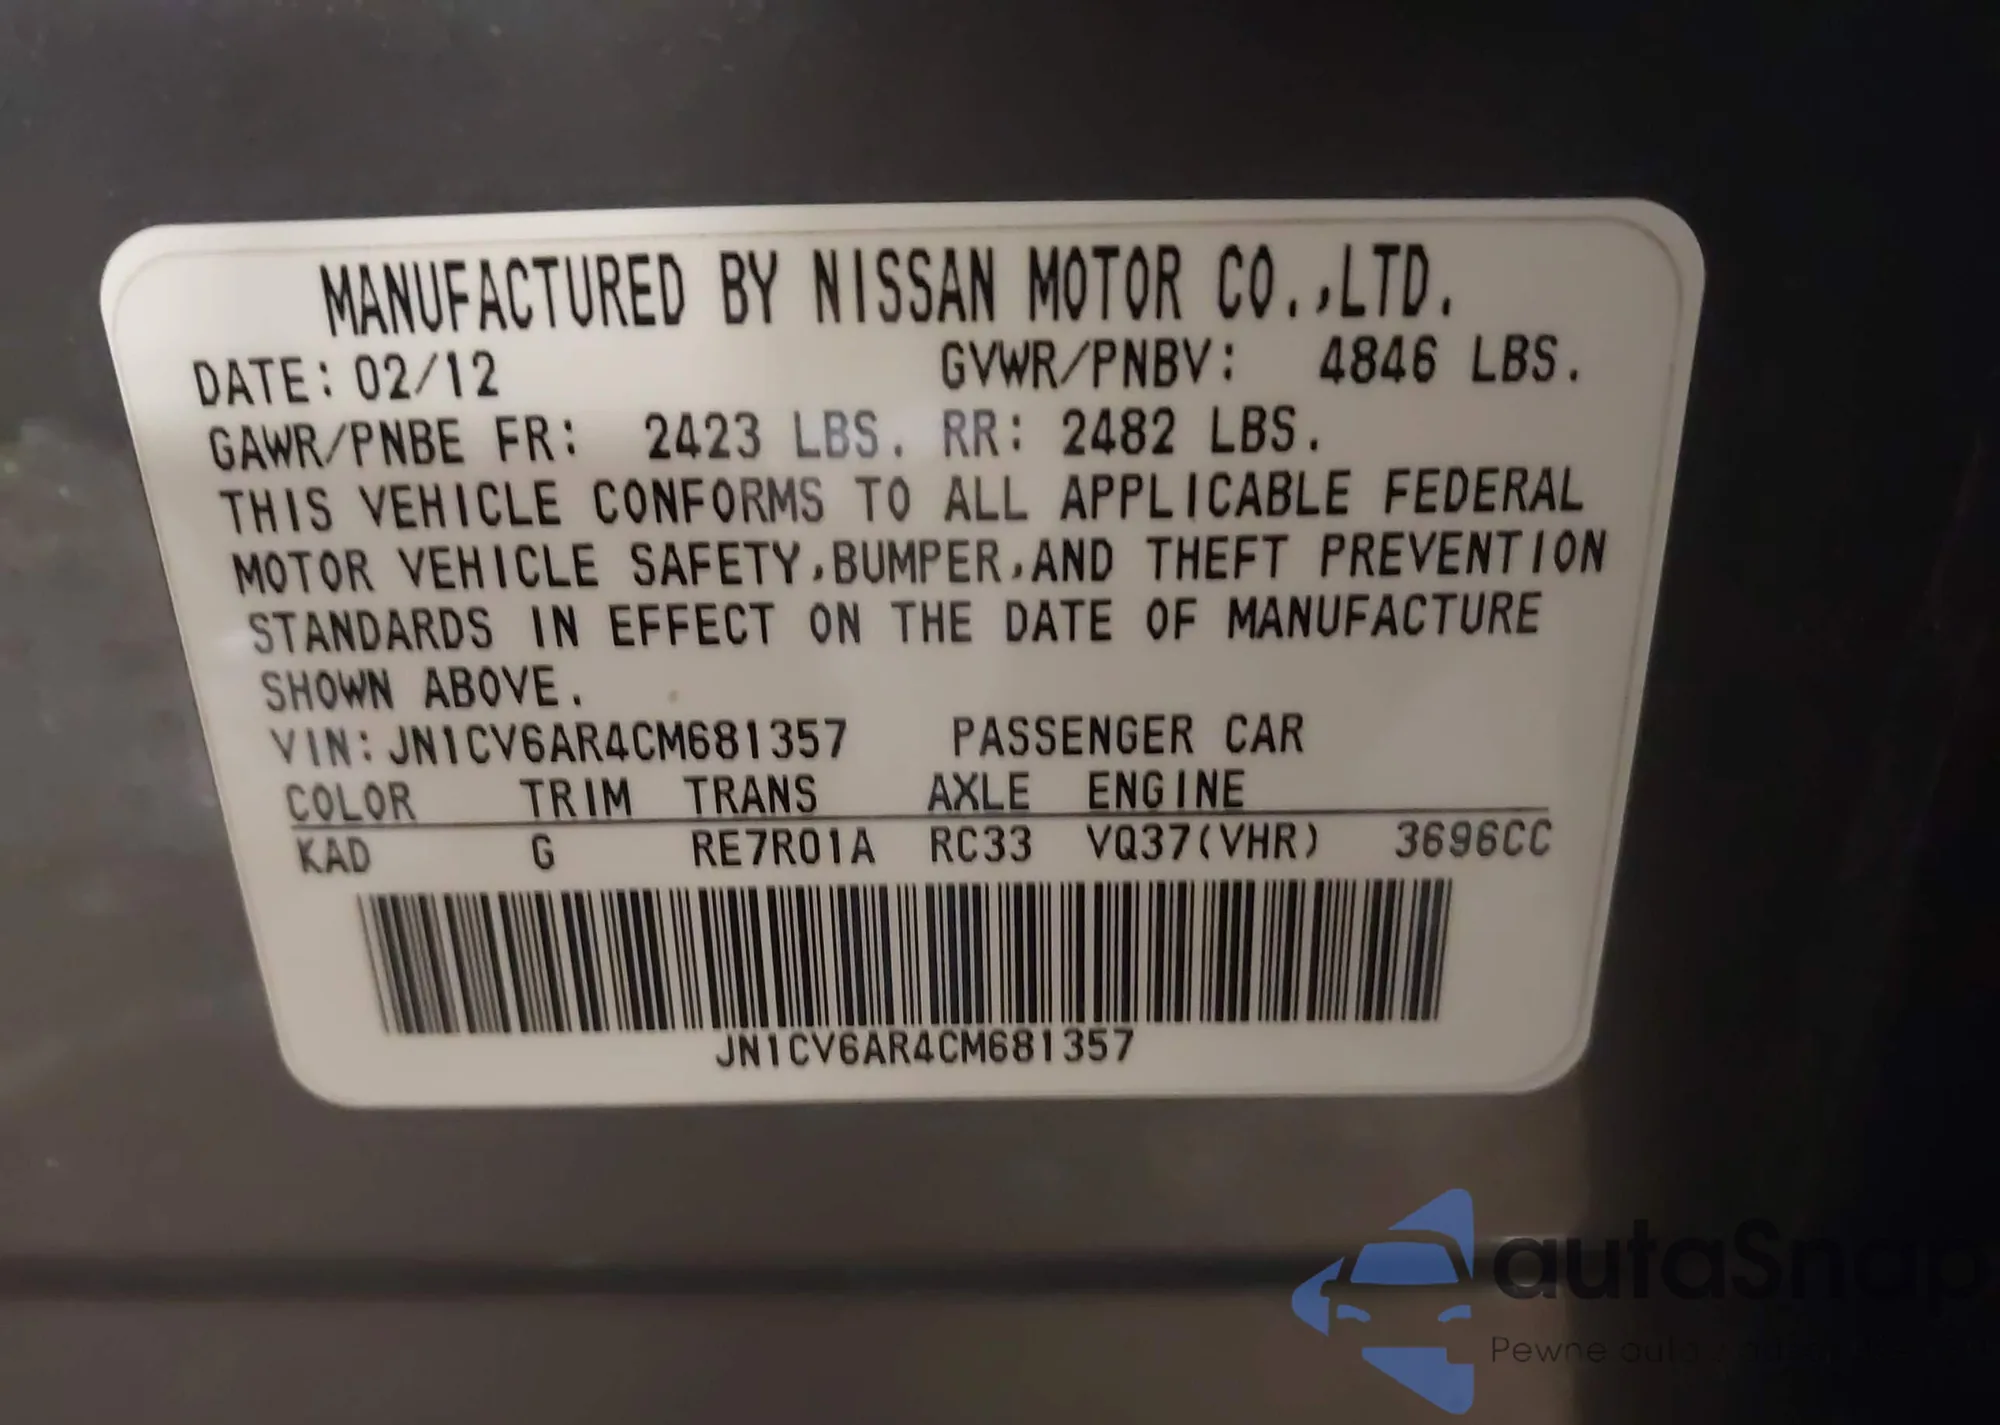 MANUFACTURED BY NISSAN MOTOR CO.,LTD.
DATE: 02/12 GVWR/PNBV: 4846 LBS.
GAWR/PNBE FR: 2423 LBS. RR: 2482 LBS.
THIS VEHICLE CONFORMS TO ALL APPLICABLE FEDERAL
MOTOR VEHICLE SAFETY,BUMPER,AND THEFT PREVENTION
STANDARDS IN EFFECT ON THE DATE OF MANUFACTURE
SHOWN ABOVE.
VIN: JN1CV6AR4CM681357 PASSENGER CAR
COLOR TRIM TRANS AXLE ENGINE
KAD G RE7R01A RC33 VQ37(VHR) 3696CC
JN1CV6AR4CM681357
autaSnap
Pewne auta